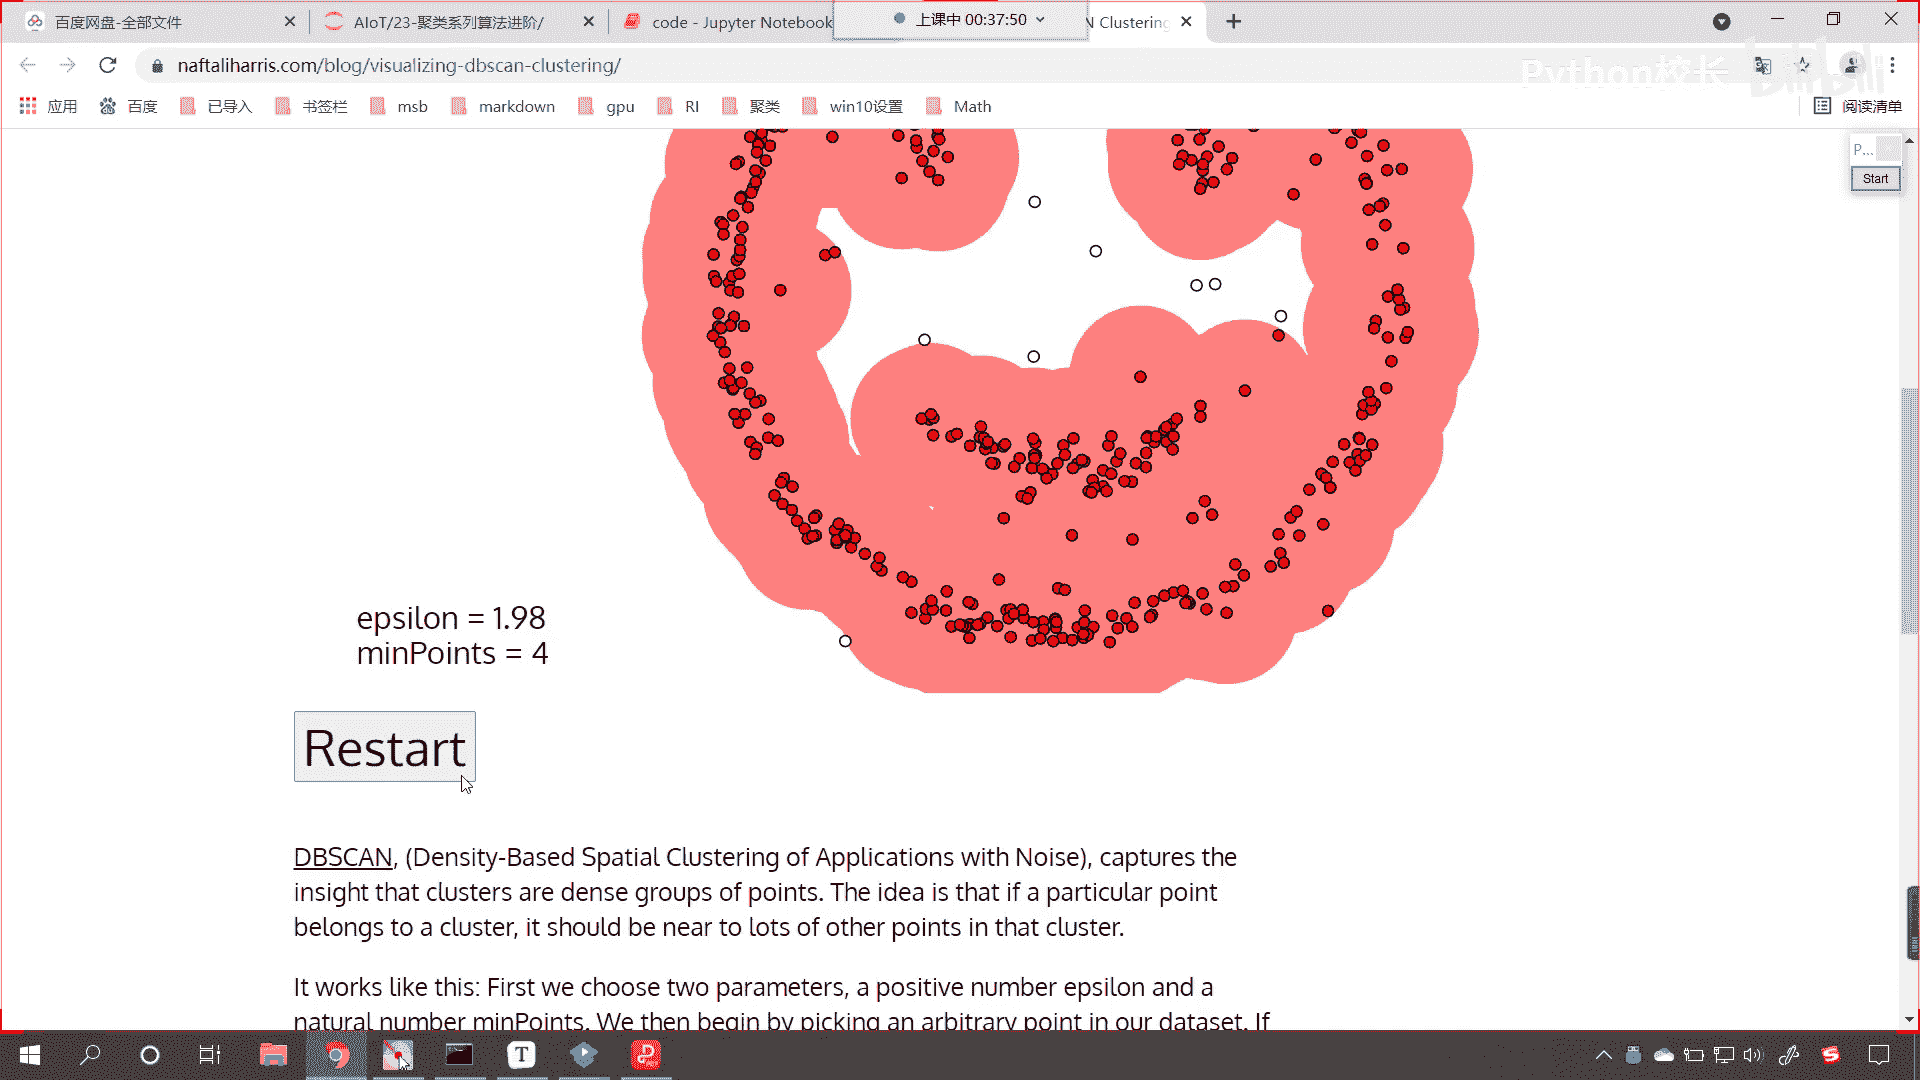 百度网盘-全部文件
AIoT/23-聚类系列算法进阶/
code - Jupyter Notebook
上课中 00:37:50
N Clustering
naftaliharris.com/blog/visualizing-dbscan-clustering/
Python校长
bilibili
应用
百度
已导入
书签栏
msb
markdown
gpu
RI
聚类
win10设置
Math
阅读清单
P...
Start
epsilon = 1.98
minPoints = 4
Restart
DBSCAN, (Density-Based Spatial Clustering of Applications with Noise), captures the
insight that clusters are dense groups of points. The idea is that if a particular point
belongs to a cluster, it should be near to lots of other points in that cluster.
It works like this: First we choose two parameters, a positive number epsilon and a
natural number minPoints. We then begin by picking an arbitrary point in our dataset. If